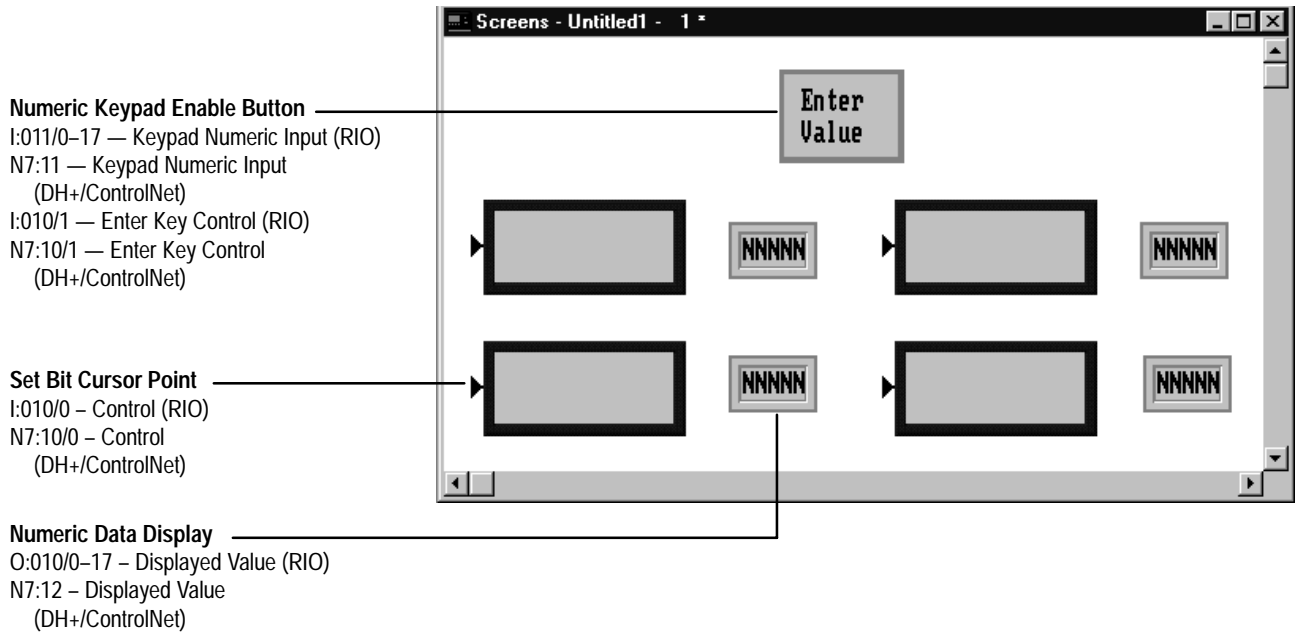 Screens - Untitled1 - 1 *
Enter
Value
Numeric Keypad Enable Button
I:011/0–17 — Keypad Numeric Input (RIO)
N7:11 — Keypad Numeric Input
(DH+/ControlNet)
I:010/1 — Enter Key Control (RIO)
N7:10/1 — Enter Key Control
(DH+/ControlNet)
NNNNN
NNNNN
Set Bit Cursor Point
I:010/0 – Control (RIO)
N7:10/0 – Control
(DH+/ControlNet)
NNNNN
NNNNN
Numeric Data Display
O:010/0–17 – Displayed Value (RIO)
N7:12 – Displayed Value
(DH+/ControlNet)